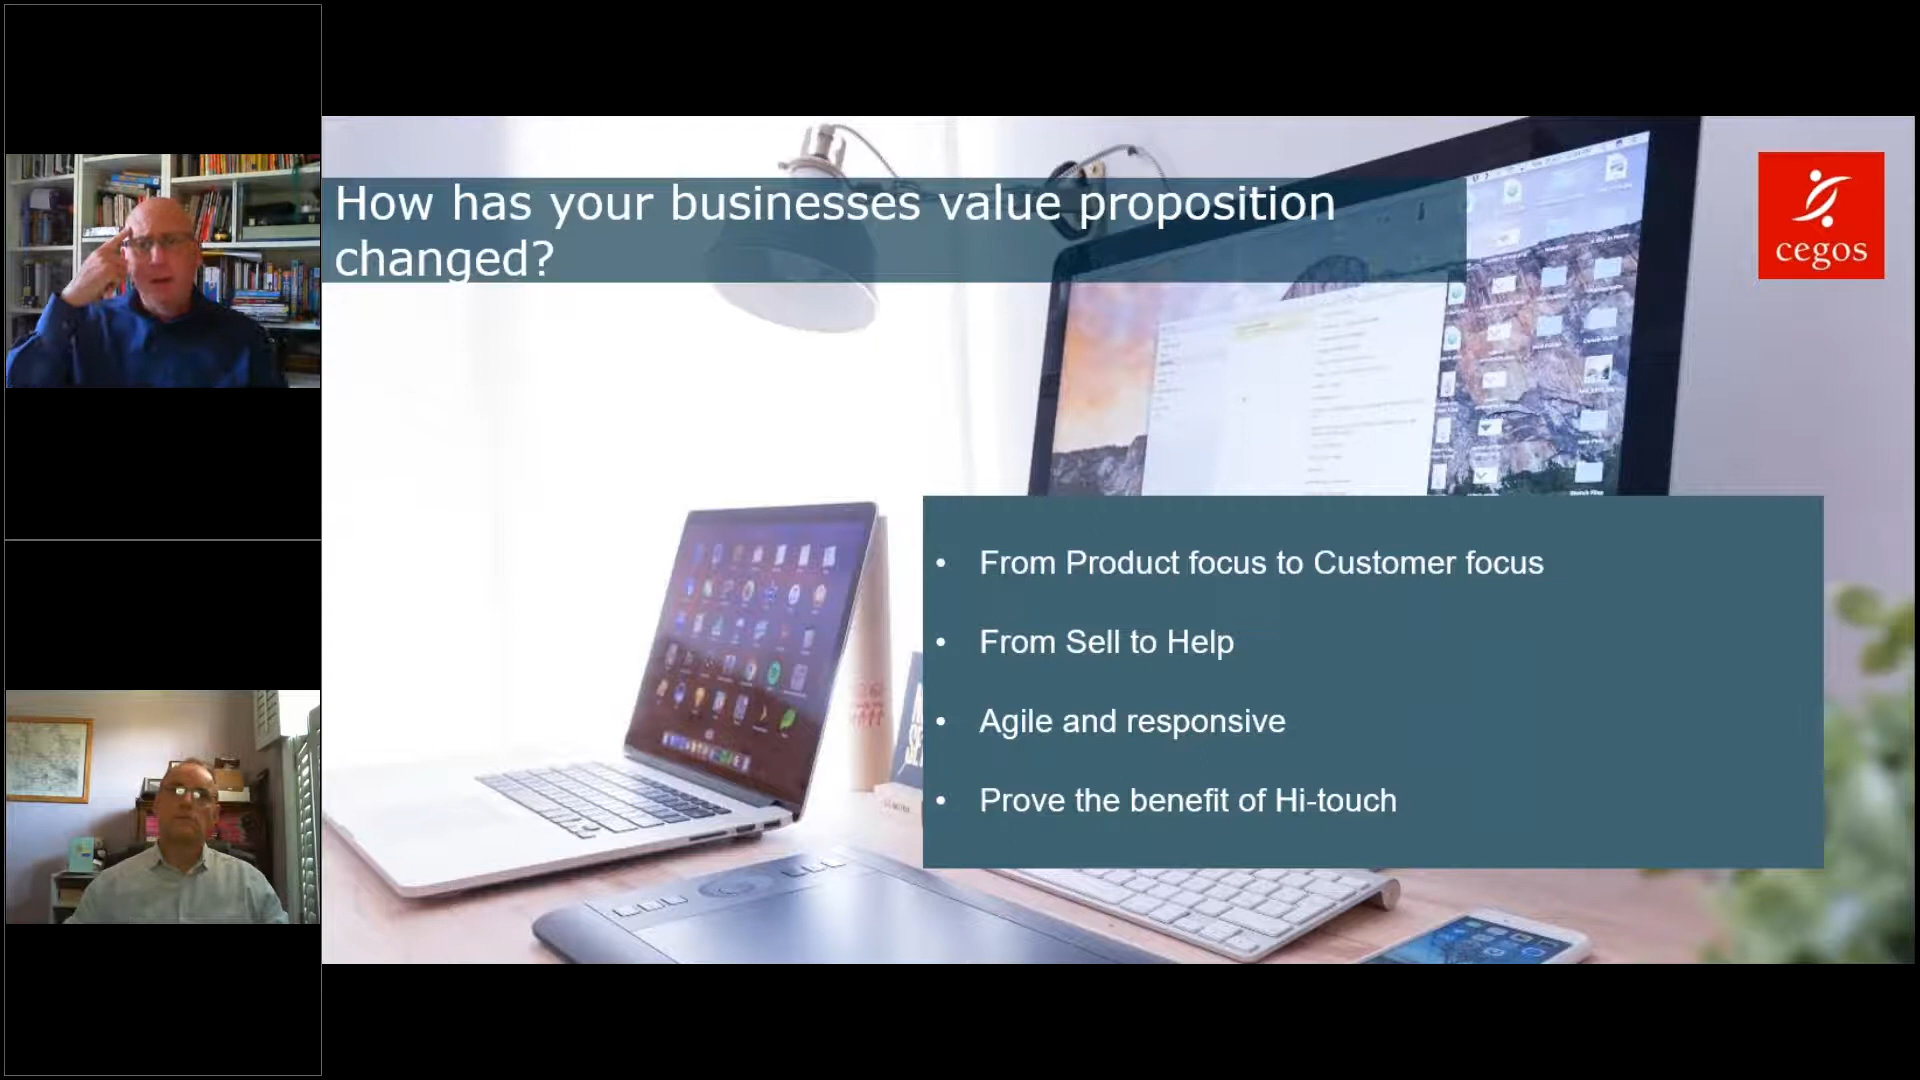 How has your businesses value proposition
changed?
cegos
• From Product focus to Customer focus
• From Sell to Help
• Agile and responsive
• Prove the benefit of Hi-touch